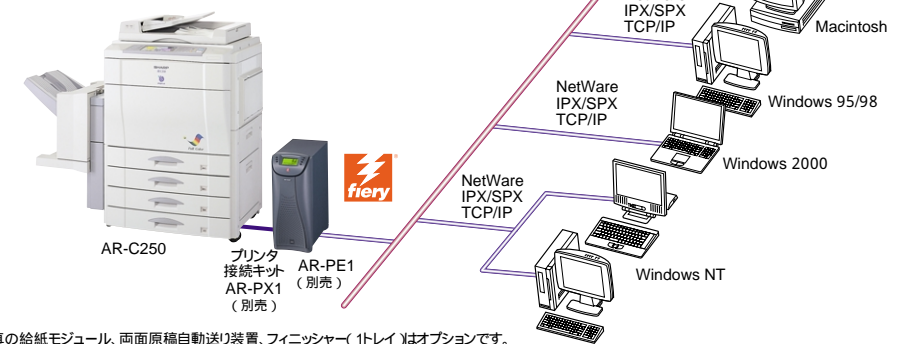 IPX/SPX
TCP/IP
Macintosh
NetWare
IPX/SPX
TCP/IP
Windows 95/98
Windows 2000
NetWare
IPX/SPX
TCP/IP
fiery
AR-C250
プリンタ
接続キット
AR-PX1
(別売)
AR-PE1
(別売)
Windows NT
の給紙モジュール、両面原稿自動送り装置、フィニッシャー(1トレイ)はオプションです。